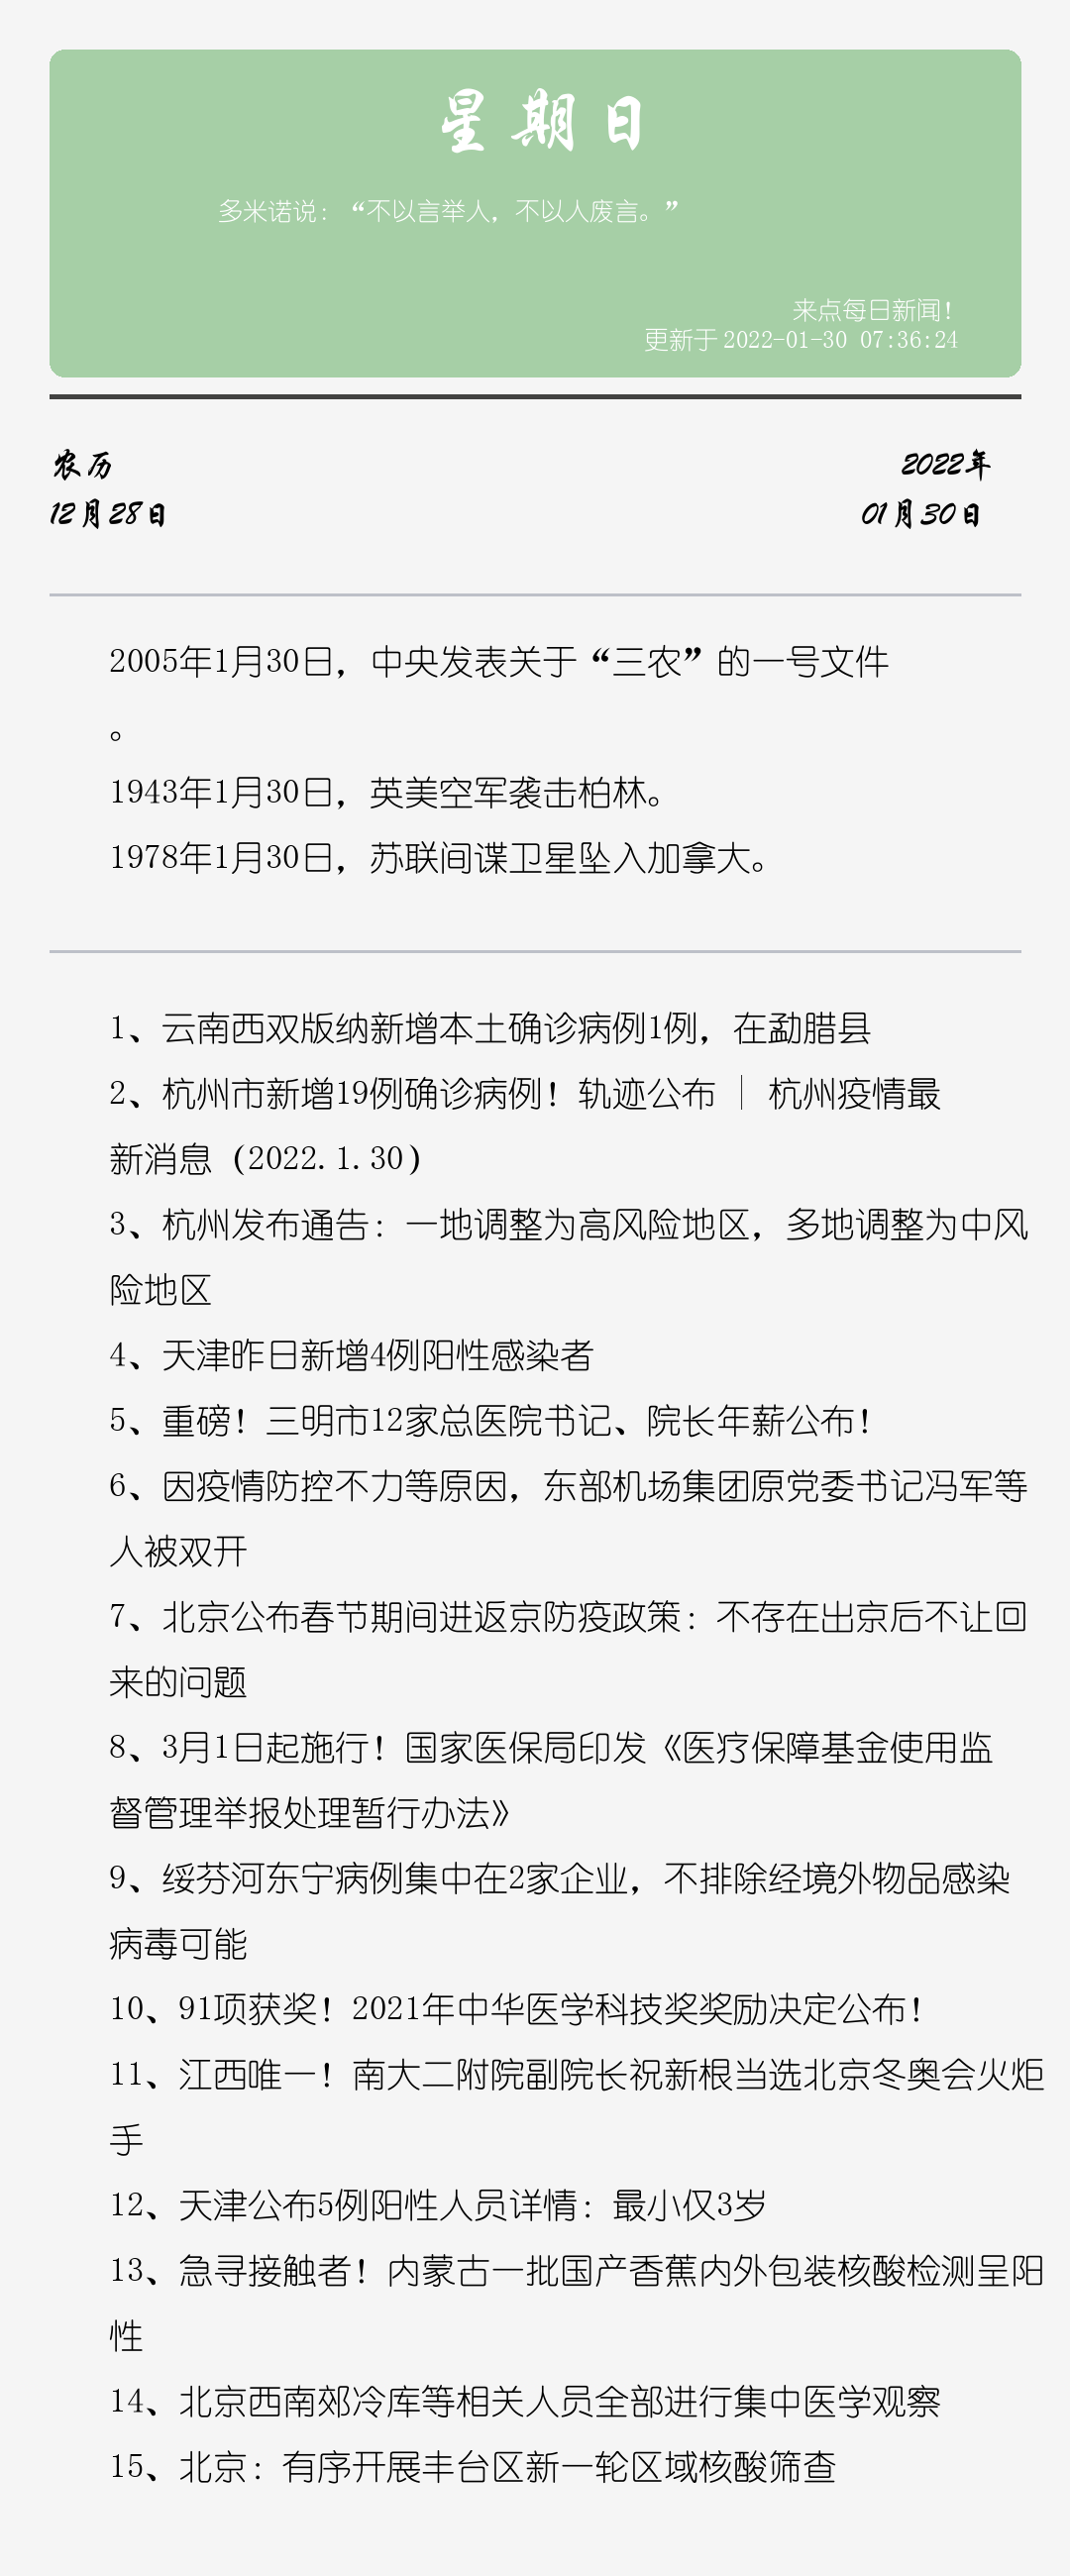 星期日
多米诺说：“不以言举人，不以人废言。”
来点每日新闻！
更新于 2022-01-30 07:36:24
农历
2022年
12月28日
01月30日
2005年1月30日，中央发表关于“三农”的一号文件
。
1943年1月30日，英美空军袭击柏林。
1978年1月30日，苏联间谍卫星坠入加拿大。
1、云南西双版纳新增本土确诊病例1例，在勐腊县
2、杭州市新增19例确诊病例！轨迹公布｜杭州疫情最
新消息（2022.1.30）
3、杭州发布通告：一地调整为高风险地区，多地调整为中风
险地区
4、天津昨日新增4例阳性感染者
5、重磅！三明市12家总医院书记、院长年薪公布！
6、因疫情防控不力等原因，东部机场集团原党委书记冯军等
人被双开
7、北京公布春节期间进返京防疫政策：不存在出京后不让回
来的问题
8、3月1日起施行！国家医保局印发《医疗保障基金使用监
督管理举报处理暂行办法》
9、绥芬河东宁病例集中在2家企业，不排除经境外物品感染
病毒可能
10、91项获奖！2021年中华医学科技奖奖励决定公布！
11、江西唯一！南大二附院副院长祝新根当选北京冬奥会火炬
手
12、天津公布5例阳性人员详情：最小仅3岁
13、急寻接触者！内蒙古一批国产香蕉内外包装核酸检测呈阳
性
14、北京西南郊冷库等相关人员全部进行集中医学观察
15、北京：有序开展丰台区新一轮区域核酸筛查